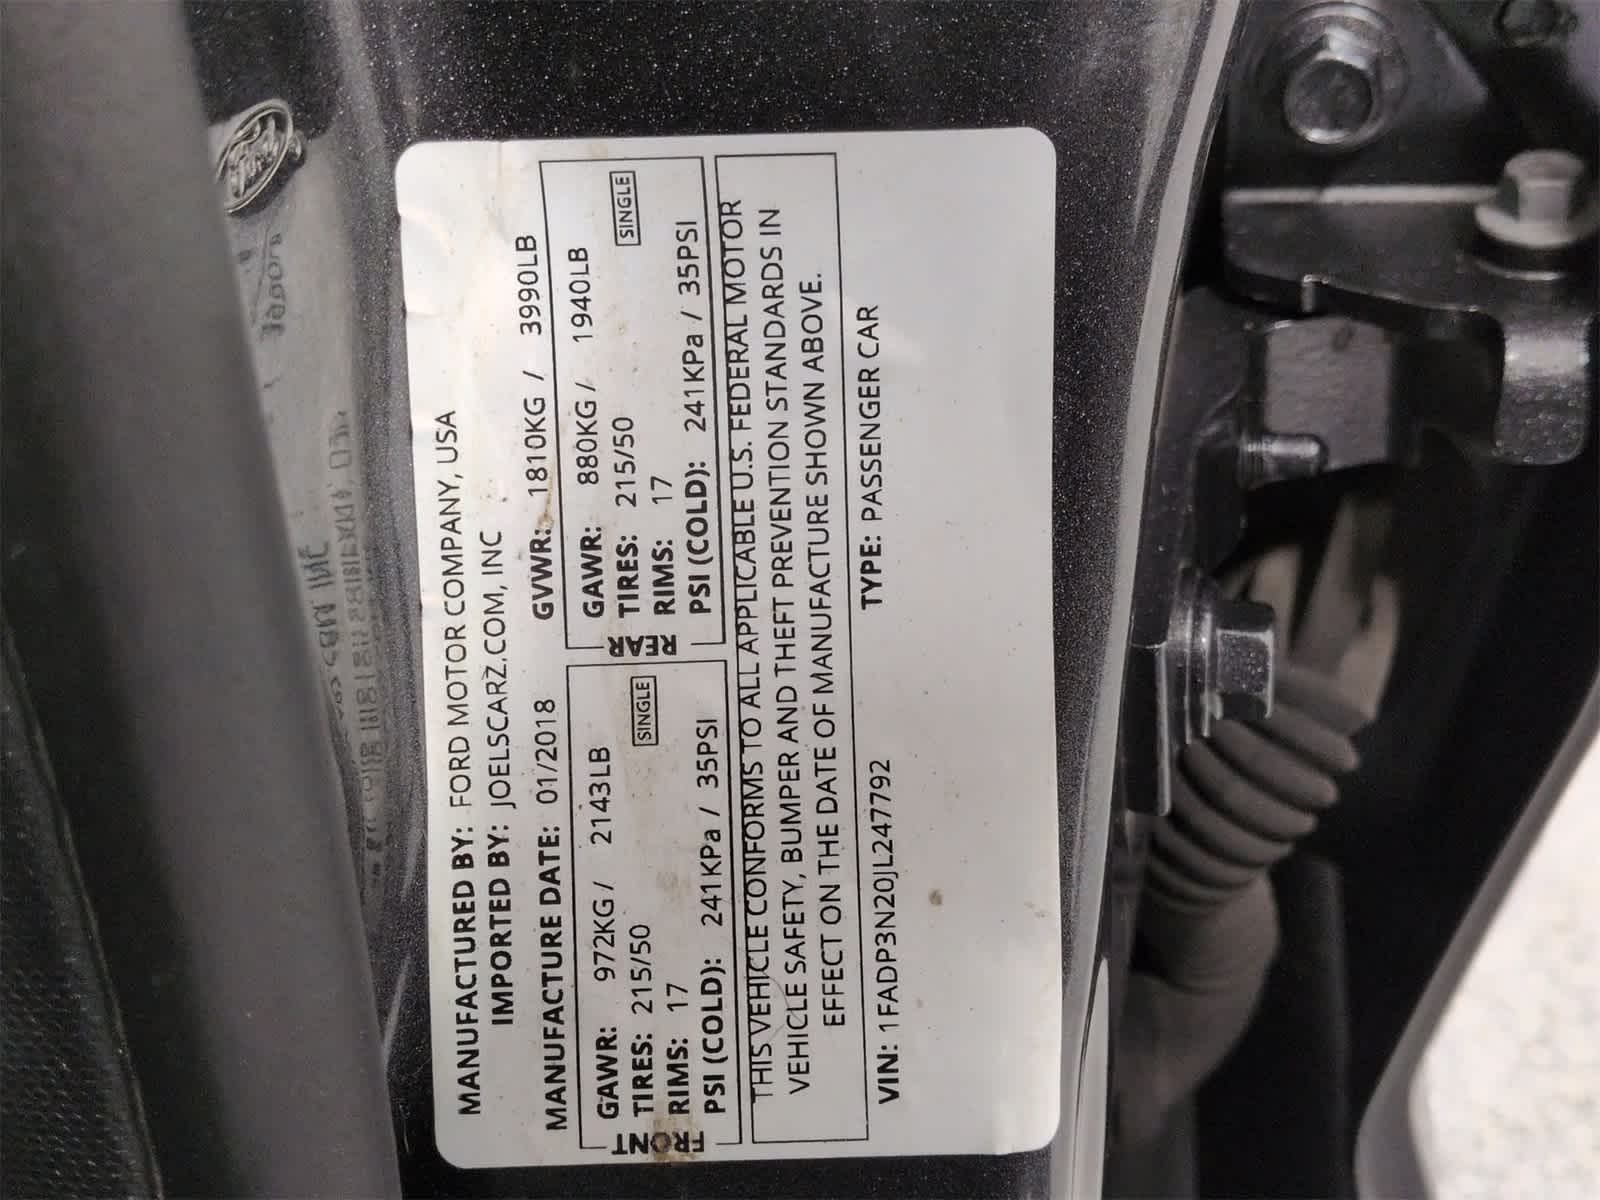 Ford
MANUFACTURED BY: FORD MOTOR COMPANY, USA
IMPORTED BY: JOELSCARZ.COM, INC
MANUFACTURE DATE: 01/2018 GVWR: 1810KG / 3990LB
FRONT
GAWR: 972KG / 2143LB
TIRES: 215/50 SINGLE
RIMS: 17
PSI (COLD): 241KPa / 35PSI
REAR
GAWR: 880KG / 1940LB
TIRES: 215/50 SINGLE
RIMS: 17
PSI (COLD): 241KPa / 35PSI
THIS VEHICLE CONFORMS TO ALL APPLICABLE U.S. FEDERAL MOTOR
VEHICLE SAFETY, BUMPER AND THEFT PREVENTION STANDARDS IN
EFFECT ON THE DATE OF MANUFACTURE SHOWN ABOVE.
VIN: 1FADP3N20JL247792 TYPE: PASSENGER CAR